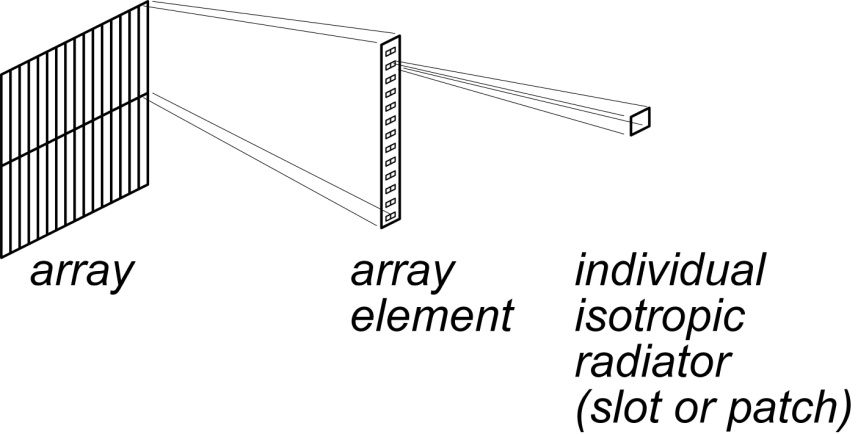 array
array
element
individual
isotropic
radiator
(slot or patch)